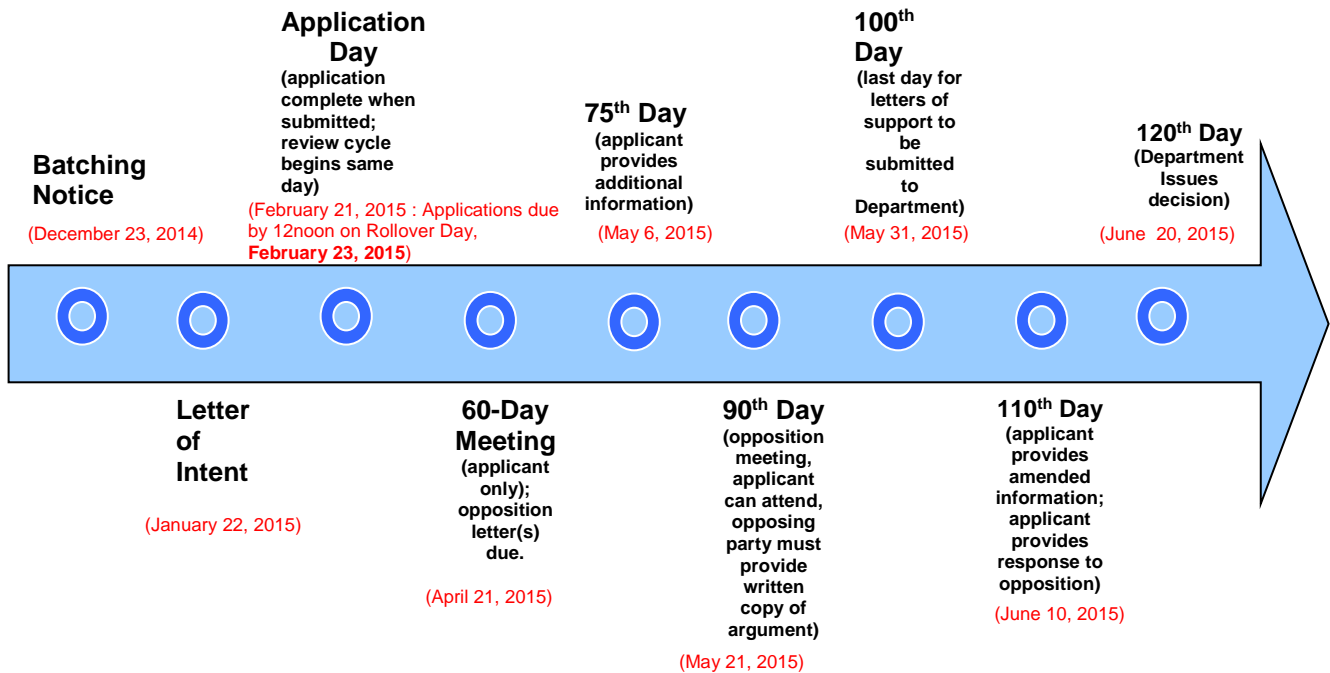 Batching
Notice
(December 23, 2014)
Letter
of
Intent
(January 22, 2015)
Application
Day
(application
complete when
submitted;
review cycle
begins same
day)
(February 21, 2015 : Applications due
by 12noon on Rollover Day,
February 23, 2015)
60-Day
Meeting
(applicant
only);
opposition
letter(s)
due.
(April 21, 2015)
75th Day
(applicant
provides
additional
information)
(May 6, 2015)
90th Day
(opposition
meeting,
applicant
can attend,
opposing
party must
provide
written
copy of
argument)
(May 21, 2015)
100th
Day
(last day for
letters of
support to
be
submitted
to
Department)
(May 31, 2015)
110th Day
(applicant
provides
amended
information;
applicant
provides
response to
opposition)
(June 10, 2015)
120th Day
(Department
Issues
decision)
(June 20, 2015)